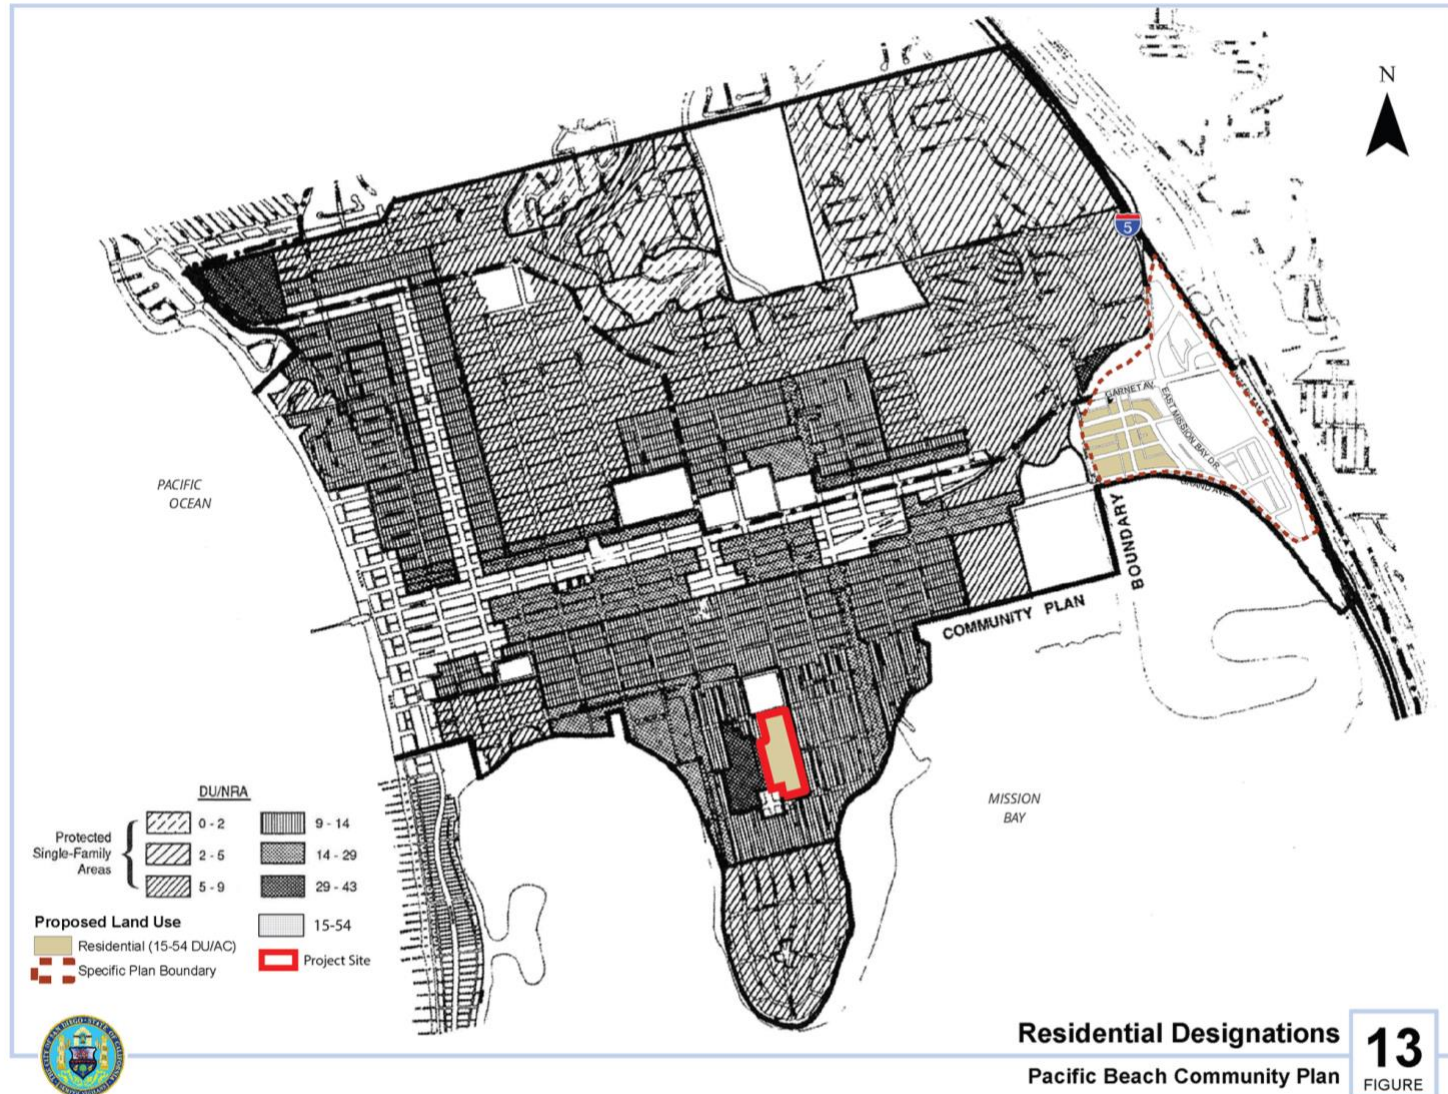 N
5
GARNET AV.
EAST MISSION BAY DR.
GRAND AVE
PACIFIC
OCEAN
BOUNDARY
COMMUNITY PLAN
MISSION
BAY
DU/NRA
Protected
Single-Family
Areas
0 - 2
2 - 5
5 - 9
9 - 14
14 - 29
29 - 43
15-54
Proposed Land Use
Residential (15-54 DU/AC)
Specific Plan Boundary
Project Site
Residential Designations
Pacific Beach Community Plan
13
FIGURE